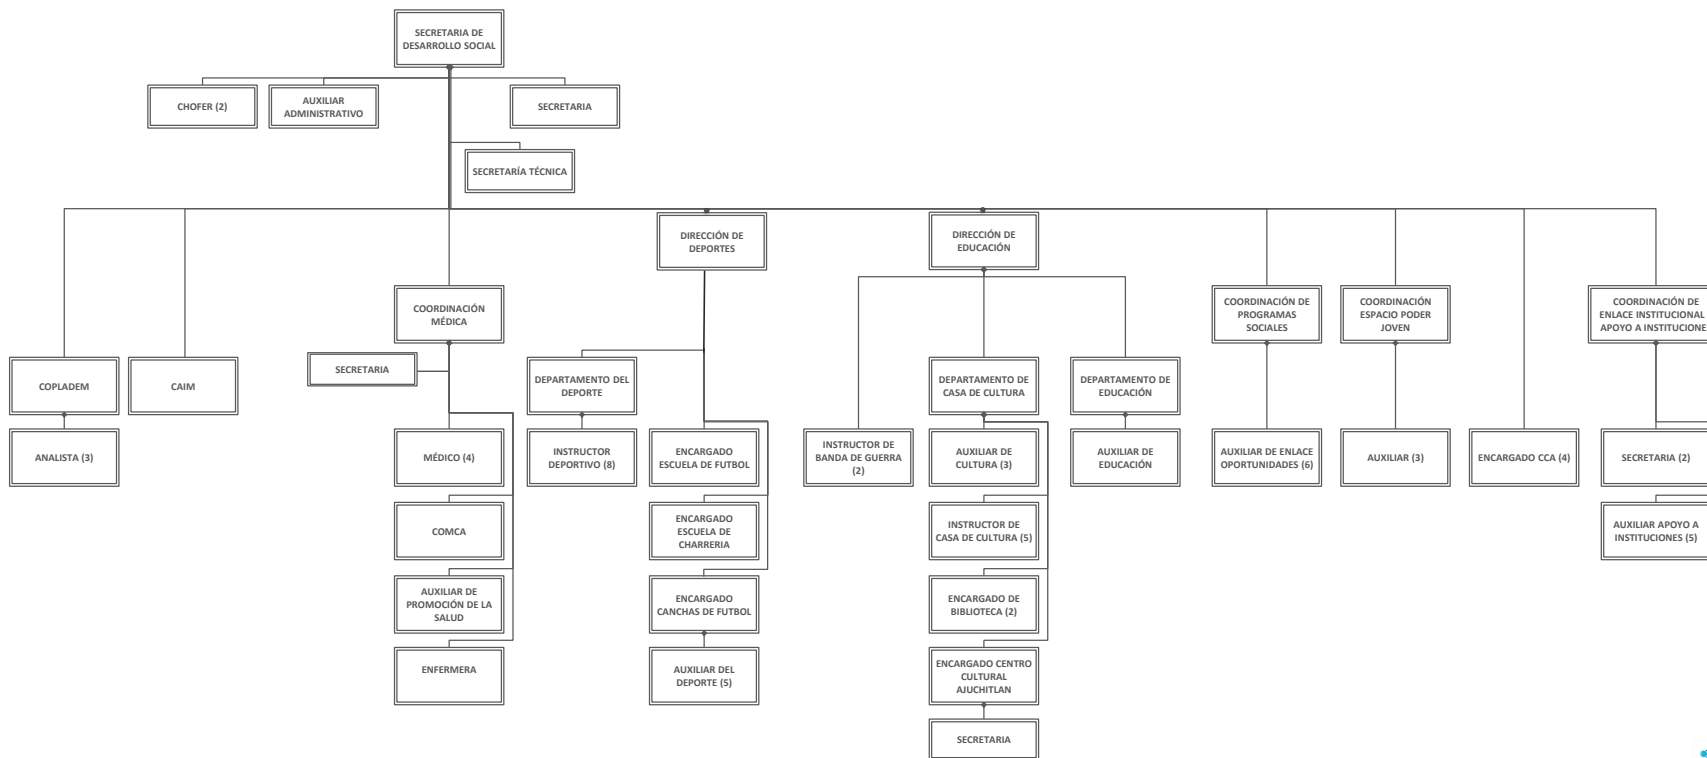 SECRETARIA DE
DESARROLLO SOCIAL
CHOFER (2)
AUXILIAR
ADMINISTRATIVO
SECRETARIA
SECRETARÍA TÉCNICA
DIRECCIÓN DE
DEPORTES
DIRECCIÓN DE
EDUCACIÓN
COORDINACIÓN
MÉDICA
COORDINACIÓN DE
PROGRAMAS
SOCIALES
COORDINACIÓN
ESPACIO PODER
JOVEN
COORDINACIÓN DE
ENLACE INSTITUCIONAL
APOYO A INSTITUCIONE
COPLADEM
CAIM
SECRETARIA
DEPARTAMENTO DEL
DEPORTE
DEPARTAMENTO DE
CASA DE CULTURA
DEPARTAMENTO DE
EDUCACIÓN
ANALISTA (3)
MÉDICO (4)
INSTRUCTOR
DEPORTIVO (8)
ENCARGADO
ESCUELA DE FUTBOL
INSTRUCTOR DE
BANDA DE GUERRA
(2)
AUXILIAR DE
CULTURA (3)
AUXILIAR DE
EDUCACIÓN
AUXILIAR DE ENLACE
OPORTUNIDADES (6)
AUXILIAR (3)
ENCARGADO CCA (4)
SECRETARIA (2)
COMCA
ENCARGADO
ESCUELA DE
CHARRERIA
INSTRUCTOR DE
CASA DE CULTURA (5)
AUXILIAR APOYO A
INSTITUCIONES (5)
AUXILIAR DE
PROMOCIÓN DE LA
SALUD
ENCARGADO
CANCHAS DE FUTBOL
ENCARGADO DE
BIBLIOTECA (2)
ENFERMERA
AUXILIAR DEL
DEPORTE (5)
ENCARGADO CENTRO
CULTURAL
AJUCHITLAN
SECRETARIA